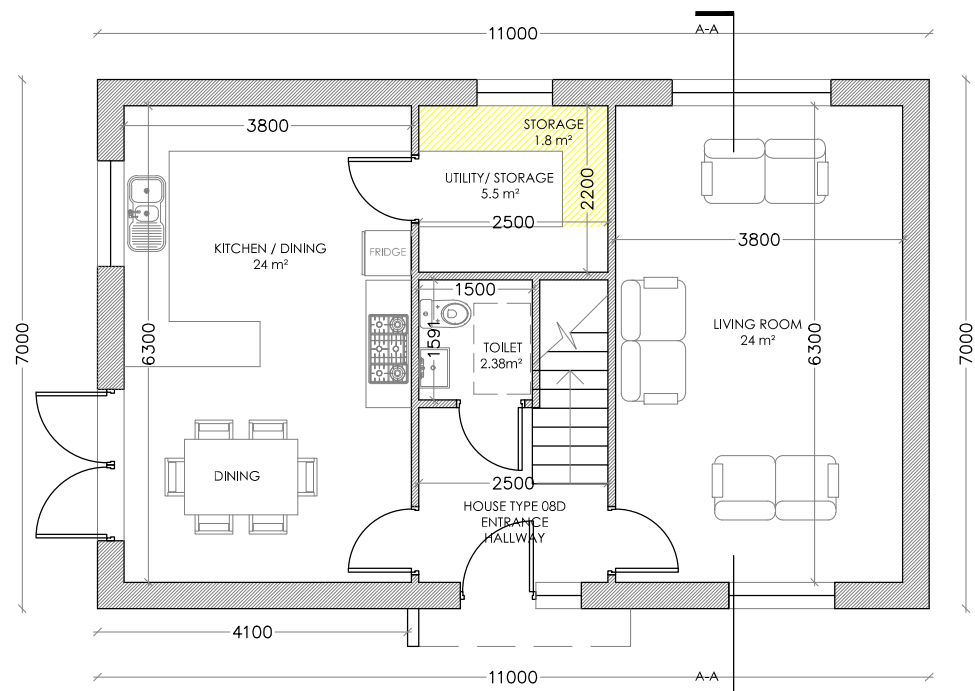 11000
A-A
3800
STORAGE
1.8 m²
UTILITY/ STORAGE
5.5 m²
2200
2500
KITCHEN / DINING
24 m²
FRIDGE
3800
1500
1591
TOILET
2.38m²
LIVING ROOM
24 m²
7000
6300
6300
7000
DINING
2500
HOUSE TYPE 08D
ENTRANCE
HALLWAY
4100
11000
A-A